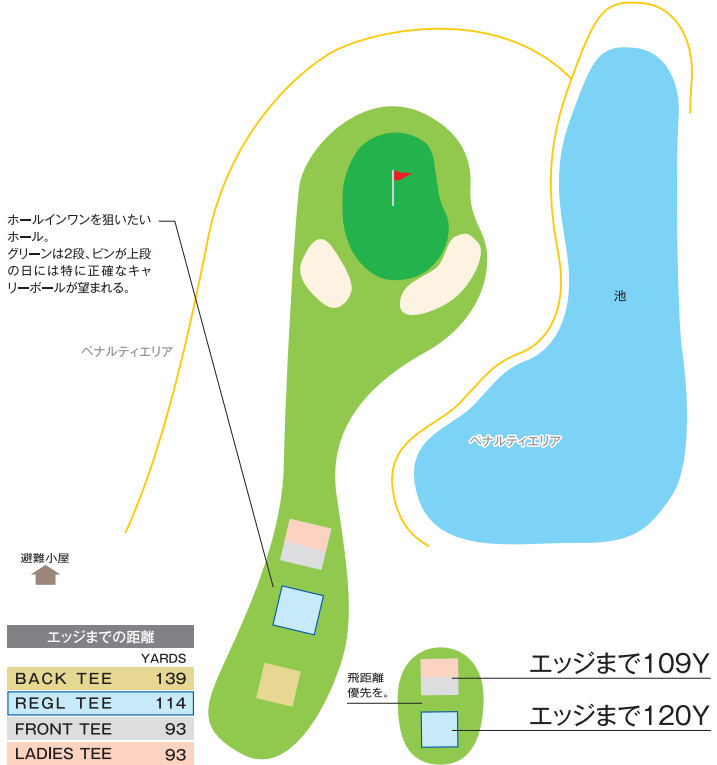 池
ホールインワンを狙いたい
ホール。
グリーンは2段、ピンが上段
の日には特に正確なキャ
リーボールが望まれる。
ペナルティエリア
ペナルティエリア
避難小屋
エッジまでの距離
YARDS
BACK TEE 139
REGL TEE 114
FRONT TEE 93
LADIES TEE 93
飛距離
優先を。
エッジまで109Y
エッジまで120Y